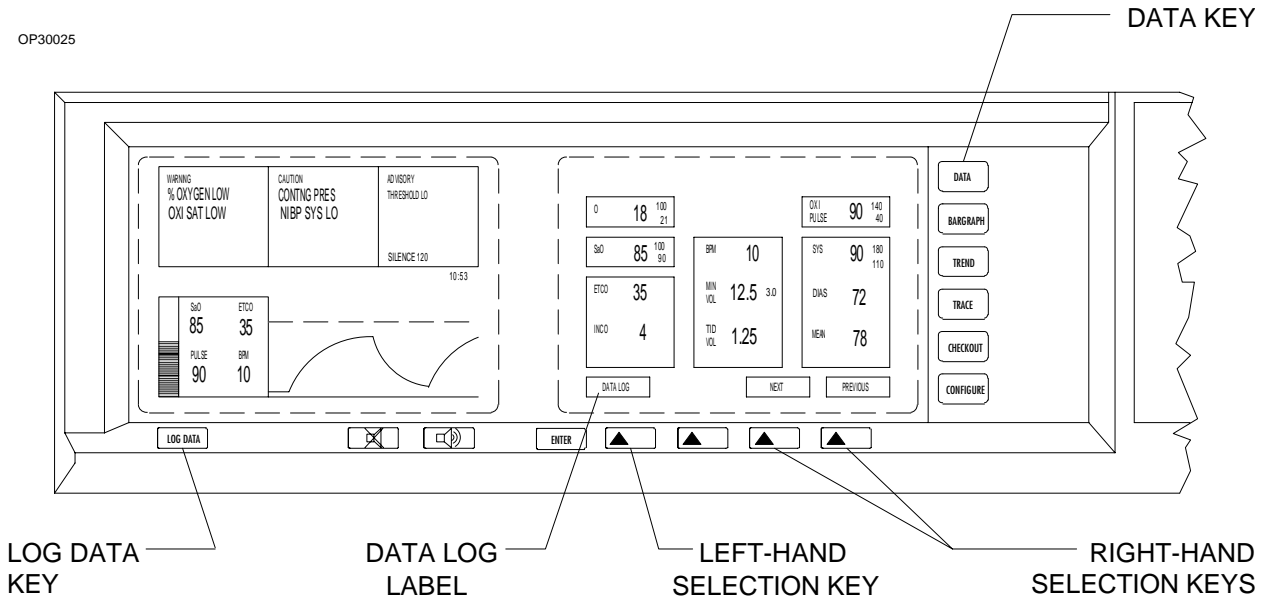 DATA KEY
OP30025
WARNING
% OXYGEN LOW
OXI SAT LOW
CAUTION
CONTNG PRES
NIBP SYS LO
ADVISORY
THRESHOLD LO
SILENCE 120
10:53
SaO
85
ETCO
35
PULSE
90
BPM
10
O 18 100
21
SaO 85 100
90
ETCO 35
INCO 4
BPM 10
MIN
VOL 12.5 3.0
TID
VOL 1.25
OXI
PULSE 90 140
40
SYS 90 180
110
DIAS 72
MEAN 78
DATA LOG
NEXT
PREVIOUS
DATA
BARGRAPH
TREND
TRACE
CHECKOUT
CONFIGURE
LOG DATA
ENTER
LOG DATA
KEY
DATA LOG
LABEL
LEFT-HAND
SELECTION KEY
RIGHT-HAND
SELECTION KEYS